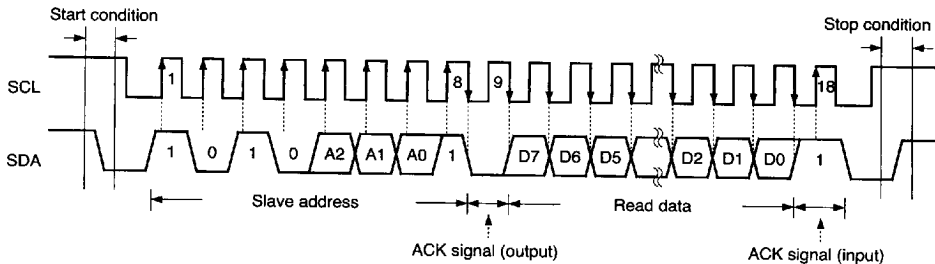 Start condition
Stop condition
SCL
1
8
9
18
SDA
1 0 1 0 A2 A1 A0 1 D7 D6 D5 D2 D1 D0 1
Slave address
Read data
ACK signal (output)
ACK signal (input)